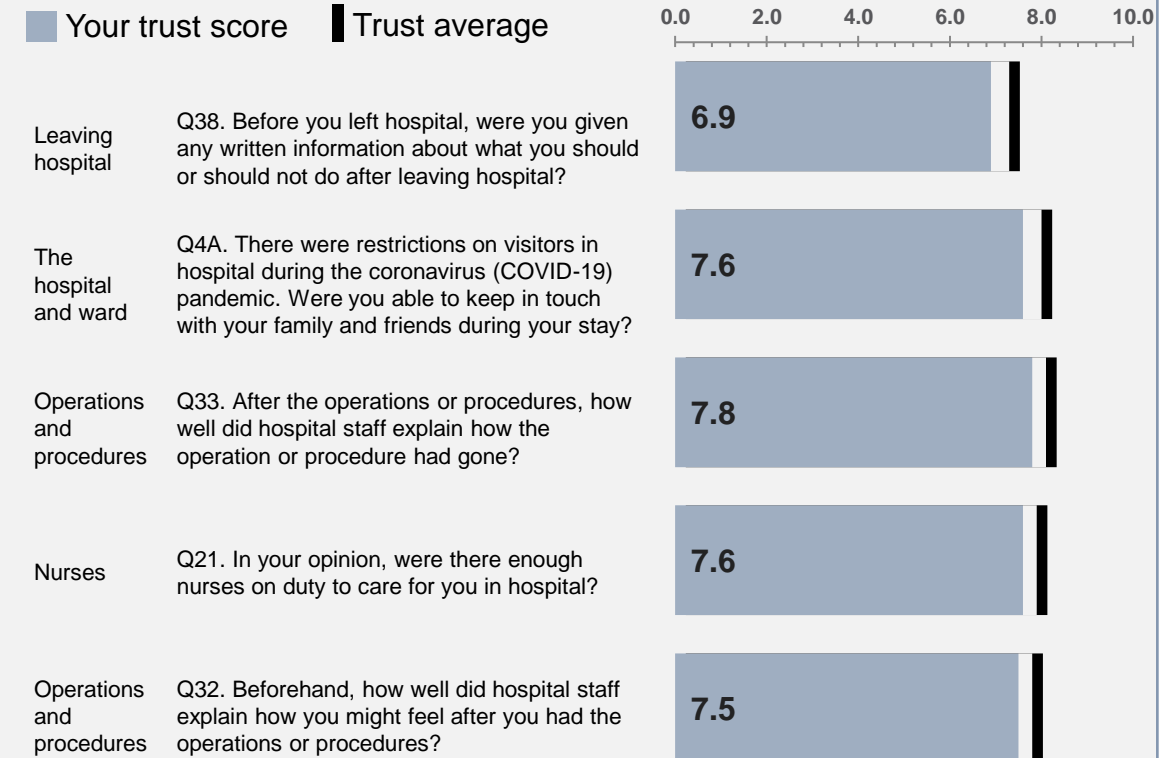 Your trust score Trust average
0.0 2.0 4.0 6.0 8.0 10.0
Leaving
hospital
Q38. Before you left hospital, were you given
any written information about what you should
or should not do after leaving hospital?
6.9
The
hospital
and ward
Q4A. There were restrictions on visitors in
hospital during the coronavirus (COVID-19)
pandemic. Were you able to keep in touch
with your family and friends during your stay?
7.6
Operations
and
procedures
Q33. After the operations or procedures, how
well did hospital staff explain how the
operation or procedure had gone?
7.8
Nurses
Q21. In your opinion, were there enough
nurses on duty to care for you in hospital?
7.6
Operations
and
procedures
Q32. Beforehand, how well did hospital staff
explain how you might feel after you had the
operations or procedures?
7.5